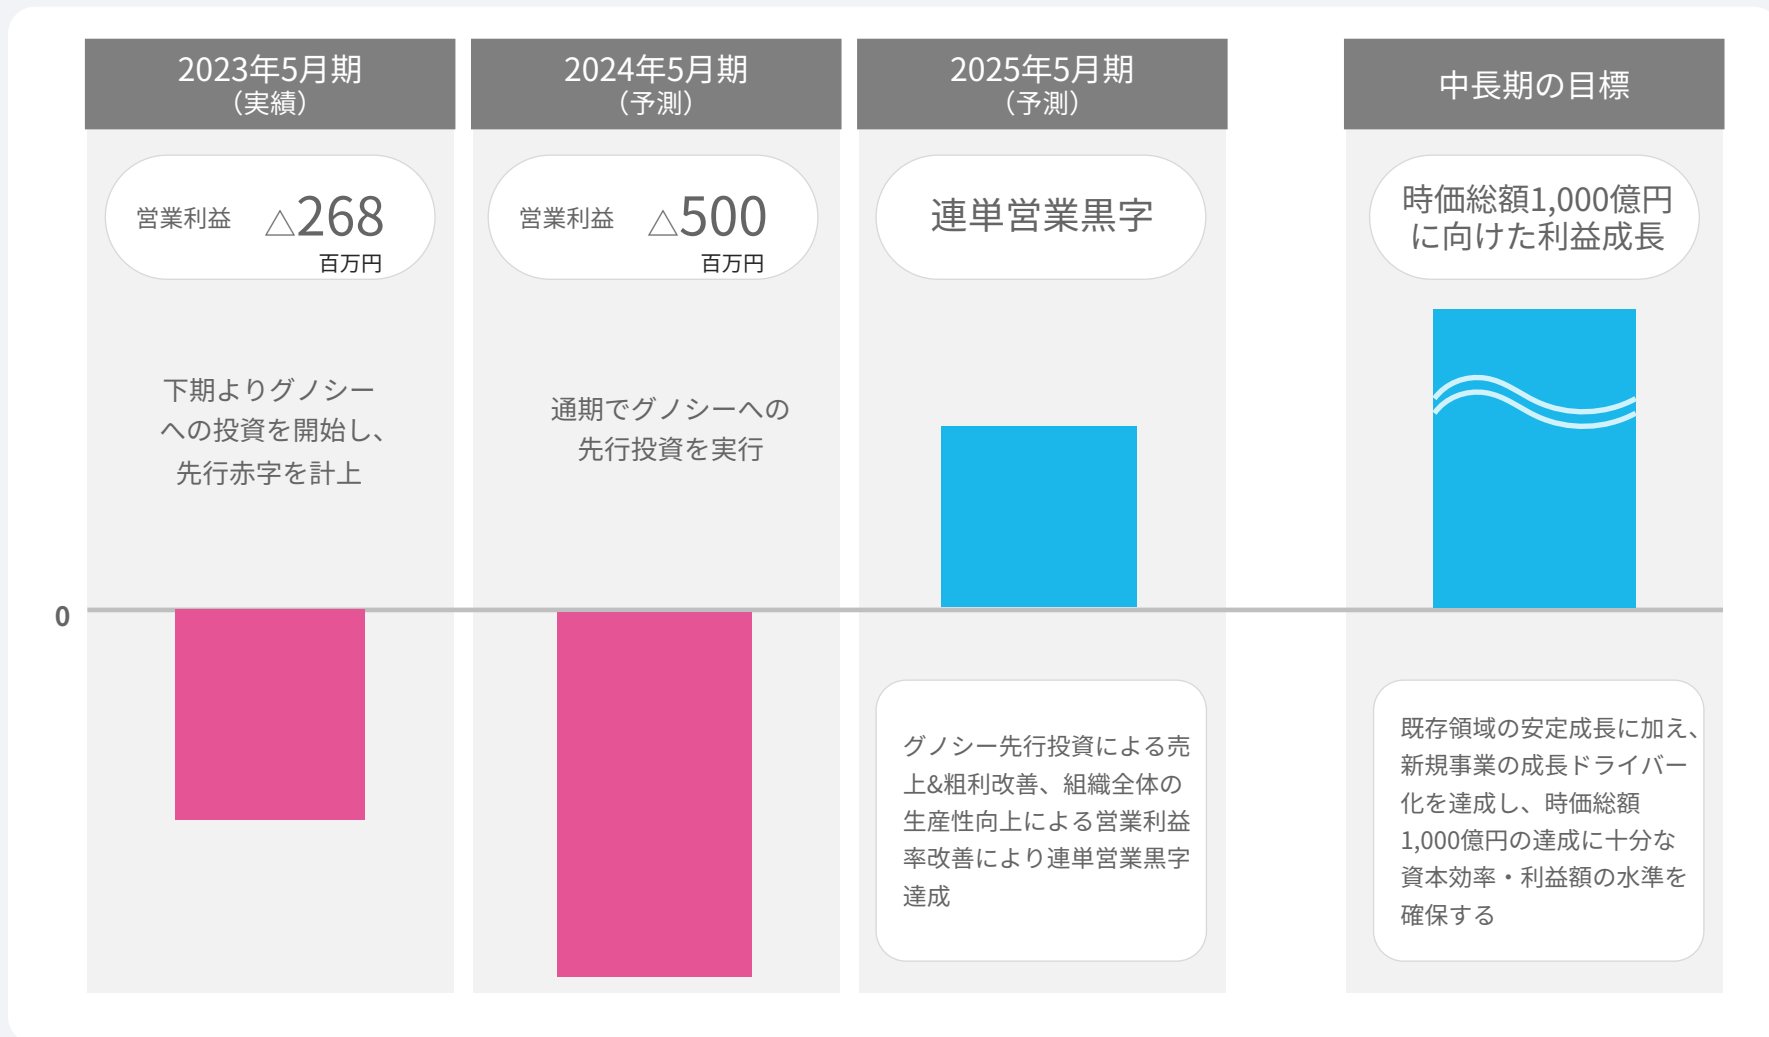 2023年5月期
（実績）
営業利益 △268
百万円
下期よりグノシー
への投資を開始し、
先行赤字を計上
2024年5月期
（予測）
営業利益 △500
百万円
通期でグノシーへの
先行投資を実行
2025年5月期
（予測）
連単営業黒字
グノシー先行投資による売
上&粗利改善、組織全体の
生産性向上による営業利益
率改善により連単営業黒字
達成
中長期の目標
時価総額1,000億円
に向けた利益成長
既存領域の安定成長に加え、
新規事業の成長ドライバー
化を達成し、時価総額
1,000億円の達成に十分な
資本効率・利益額の水準を
確保する
0